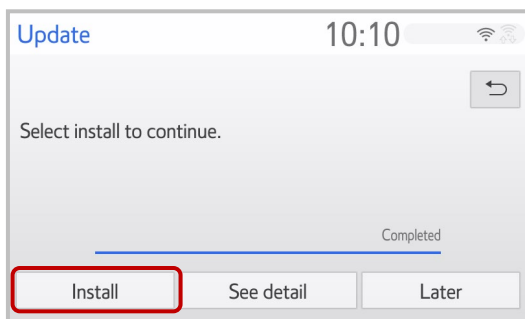 Update 10:10
Select install to continue.
Completed
Install See detail Later